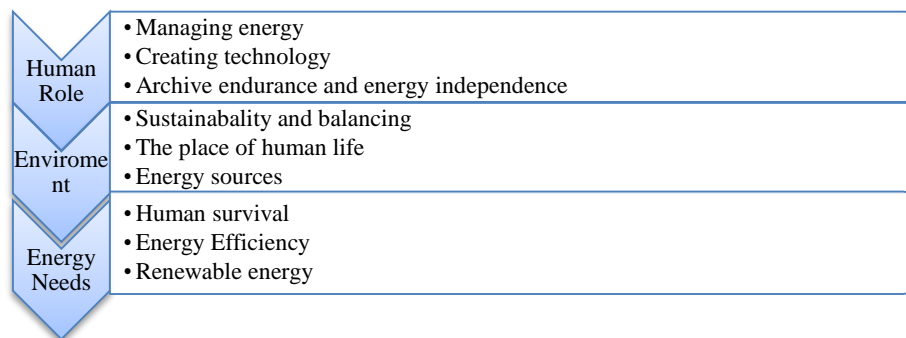 Human
Role
• Managing energy
• Creating technology
• Archive endurance and energy independence
Envirome
nt
• Sustainabality and balancing
• The place of human life
• Energy sources
Energy
Needs
• Human survival
• Energy Efficiency
• Renewable energy